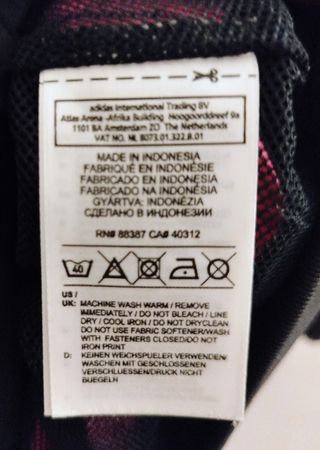 adidas International Trading BV
Atlas Arena -Afrika Building Hoogoorddreef 9a
1101 BA Amsterdam ZO The Netherlands
VAT NO. NL 8073.01.322.B.01
MADE IN INDONESIA
FABRIQUÉ EN INDONÉSIE
FABRICADO EN INDONESIA
FABRICADO NA INDONÉSIA
GYÁRTVA: INDONÉZIA
СДЕЛАНО В ИНДОНЕЗИИ
RN# 88387 CA# 40312
40
US /
UK: MACHINE WASH WARM / REMOVE
IMMEDIATELY / DO NOT BLEACH / LINE
DRY / COOL IRON / DO NOT DRYCLEAN
DO NOT USE FABRIC SOFTENER/WASH
WITH FASTENERS CLOSED/DO NOT
IRON PRINT
D: KEINEN WEICHSPUELER VERWENDEN/
WASCHEN MIT GESCHLOSSENEN
VERSCHLUESSEN/DRUCK NICHT
BUEGELN